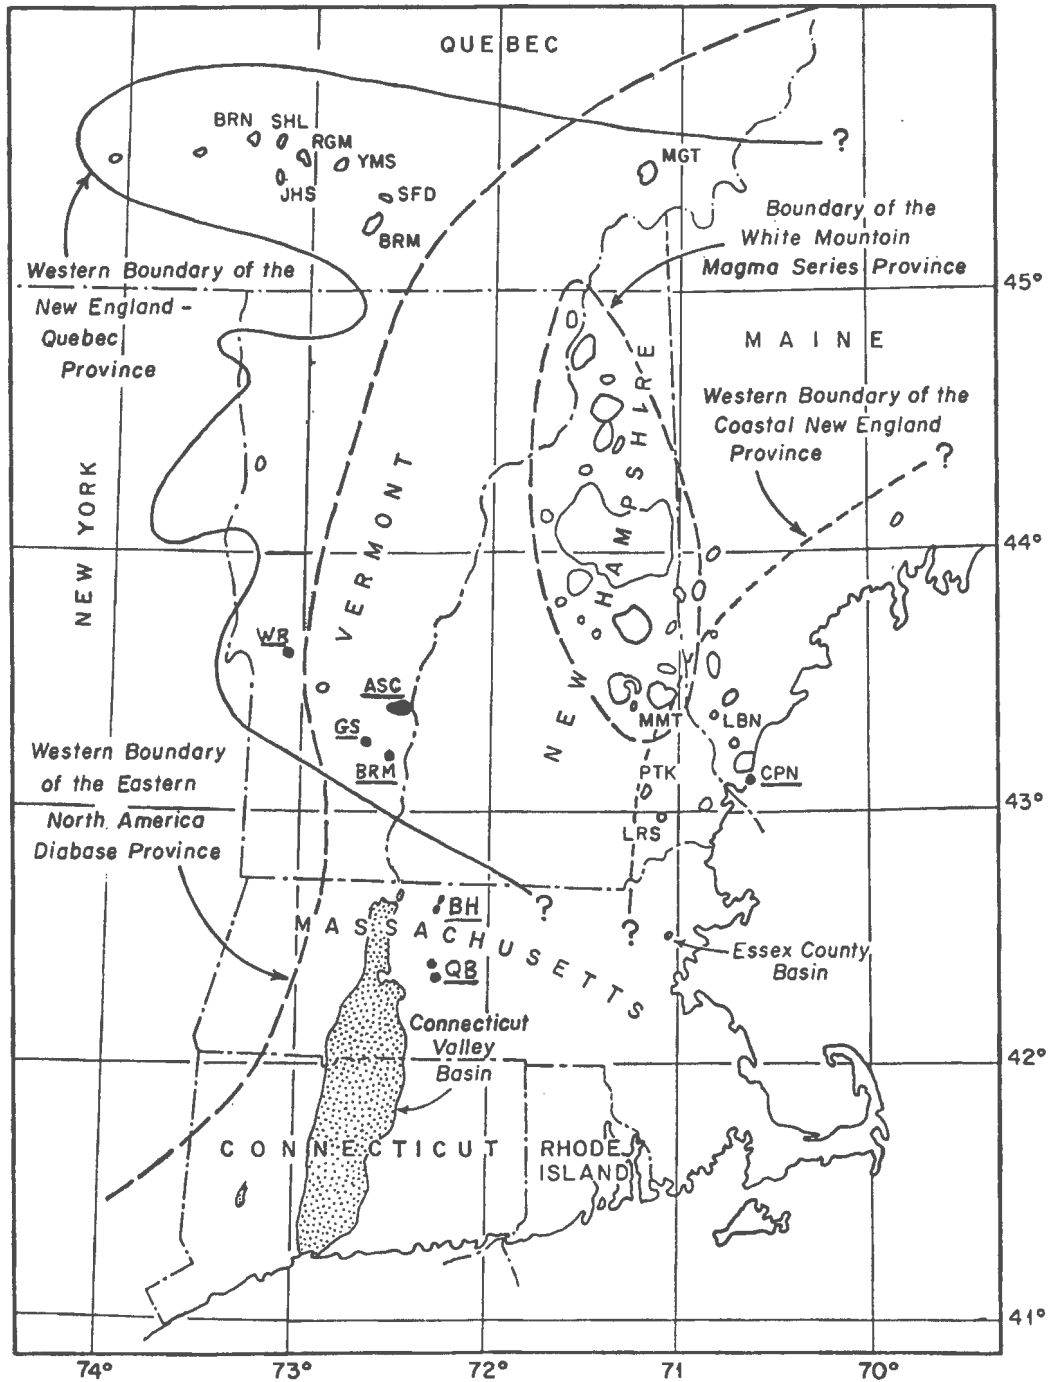 QUEBEC
BRN
SHL
RGM
YMS
JHS
SFD
BRM
MGT
?
Boundary of the
White Mountain
Magma Series Province
Western Boundary of the
New England -
Quebec
Province
45°
MAINE
Western Boundary of the
Coastal New England
Province
?
NEW YORK
VERMONT
NEW HAMPSHIRE
44°
WR
ASC
GS
BRM
MMT
LBN
PTK
CPN
LRS
Western Boundary
of the Eastern
North America
Diabase Province
43°
?
?
BH
MASSACHUSETTS
QB
Essex County
Basin
Connecticut
Valley
Basin
42°
CONNECTICUT
RHODE
ISLAND
41°
74°
73°
72°
71
70°